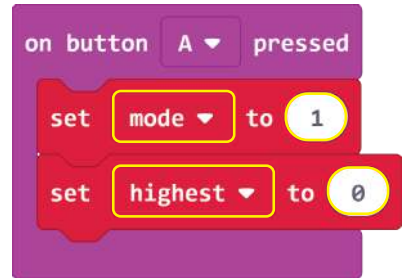 on button A pressed
set mode to 1
set highest to 0